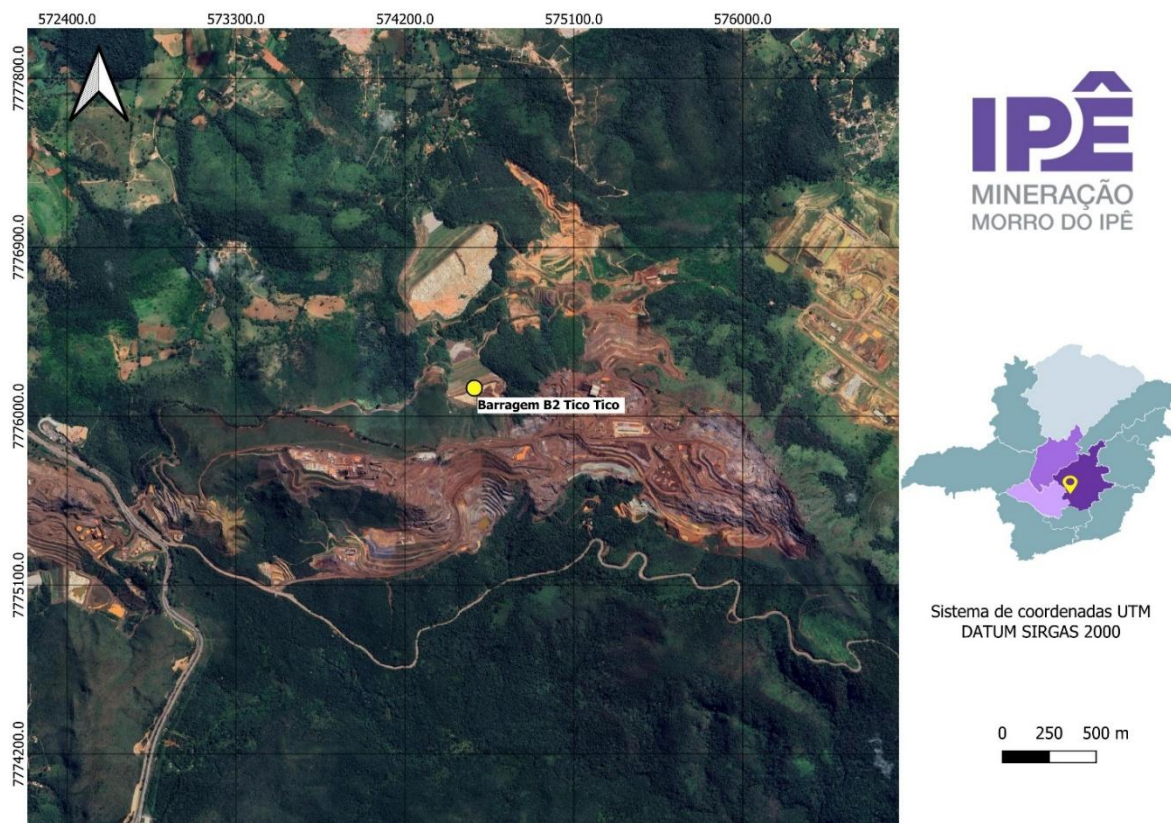 572400.0 573300.0 574200.0 575100.0 576000.0
7777800.0
7776900.0
7776000.0
7775100.0
7774200.0
Barragem B2 Tico Tico
IPÊ
MINERAÇÃO
MORRO DO IPÊ
Sistema de coordenadas UTM
DATUM SIRGAS 2000
0 250 500 m